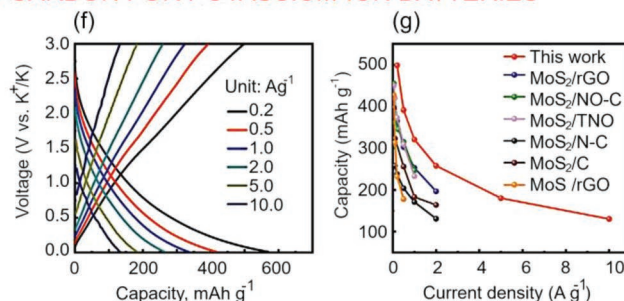 (f)
(g)
3.0
2.5
2.0
1.5
1.0
0.5
0.0
Voltage (V vs. K⁺/K)
Unit: Ag⁻¹
0.2
0.5
1.0
2.0
5.0
10.0
0 200 400 600
Capacity, mAh g⁻¹
500
400
300
200
100
Capacity (mAh g⁻¹)
This work
MoS₂/rGO
MoS₂/NO-C
MoS₂/TNO
MoS₂/N-C
MoS₂/C
MoS /rGO
0 2 4 6 8 10
Current density (A g⁻¹)